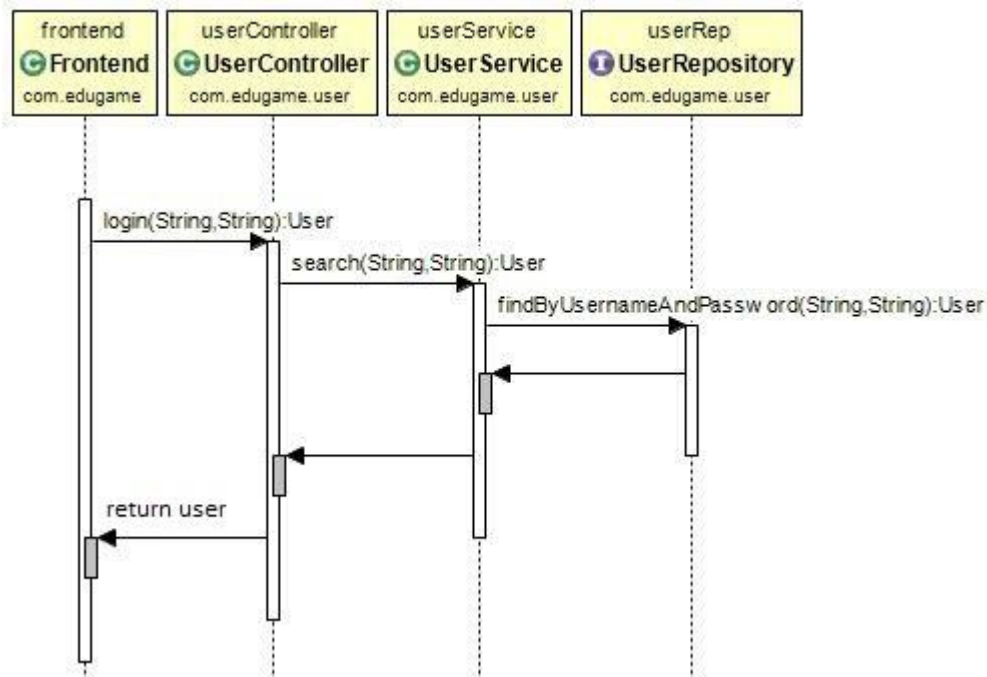 frontend
C Frontend
com.edugame
userController
C UserController
com.edugame.user
userService
C UserService
com.edugame.user
userRep
I UserRepository
com.edugame.user
login(String,String):User
search(String,String):User
findByUsernameAndPassword(String,String):User
return user